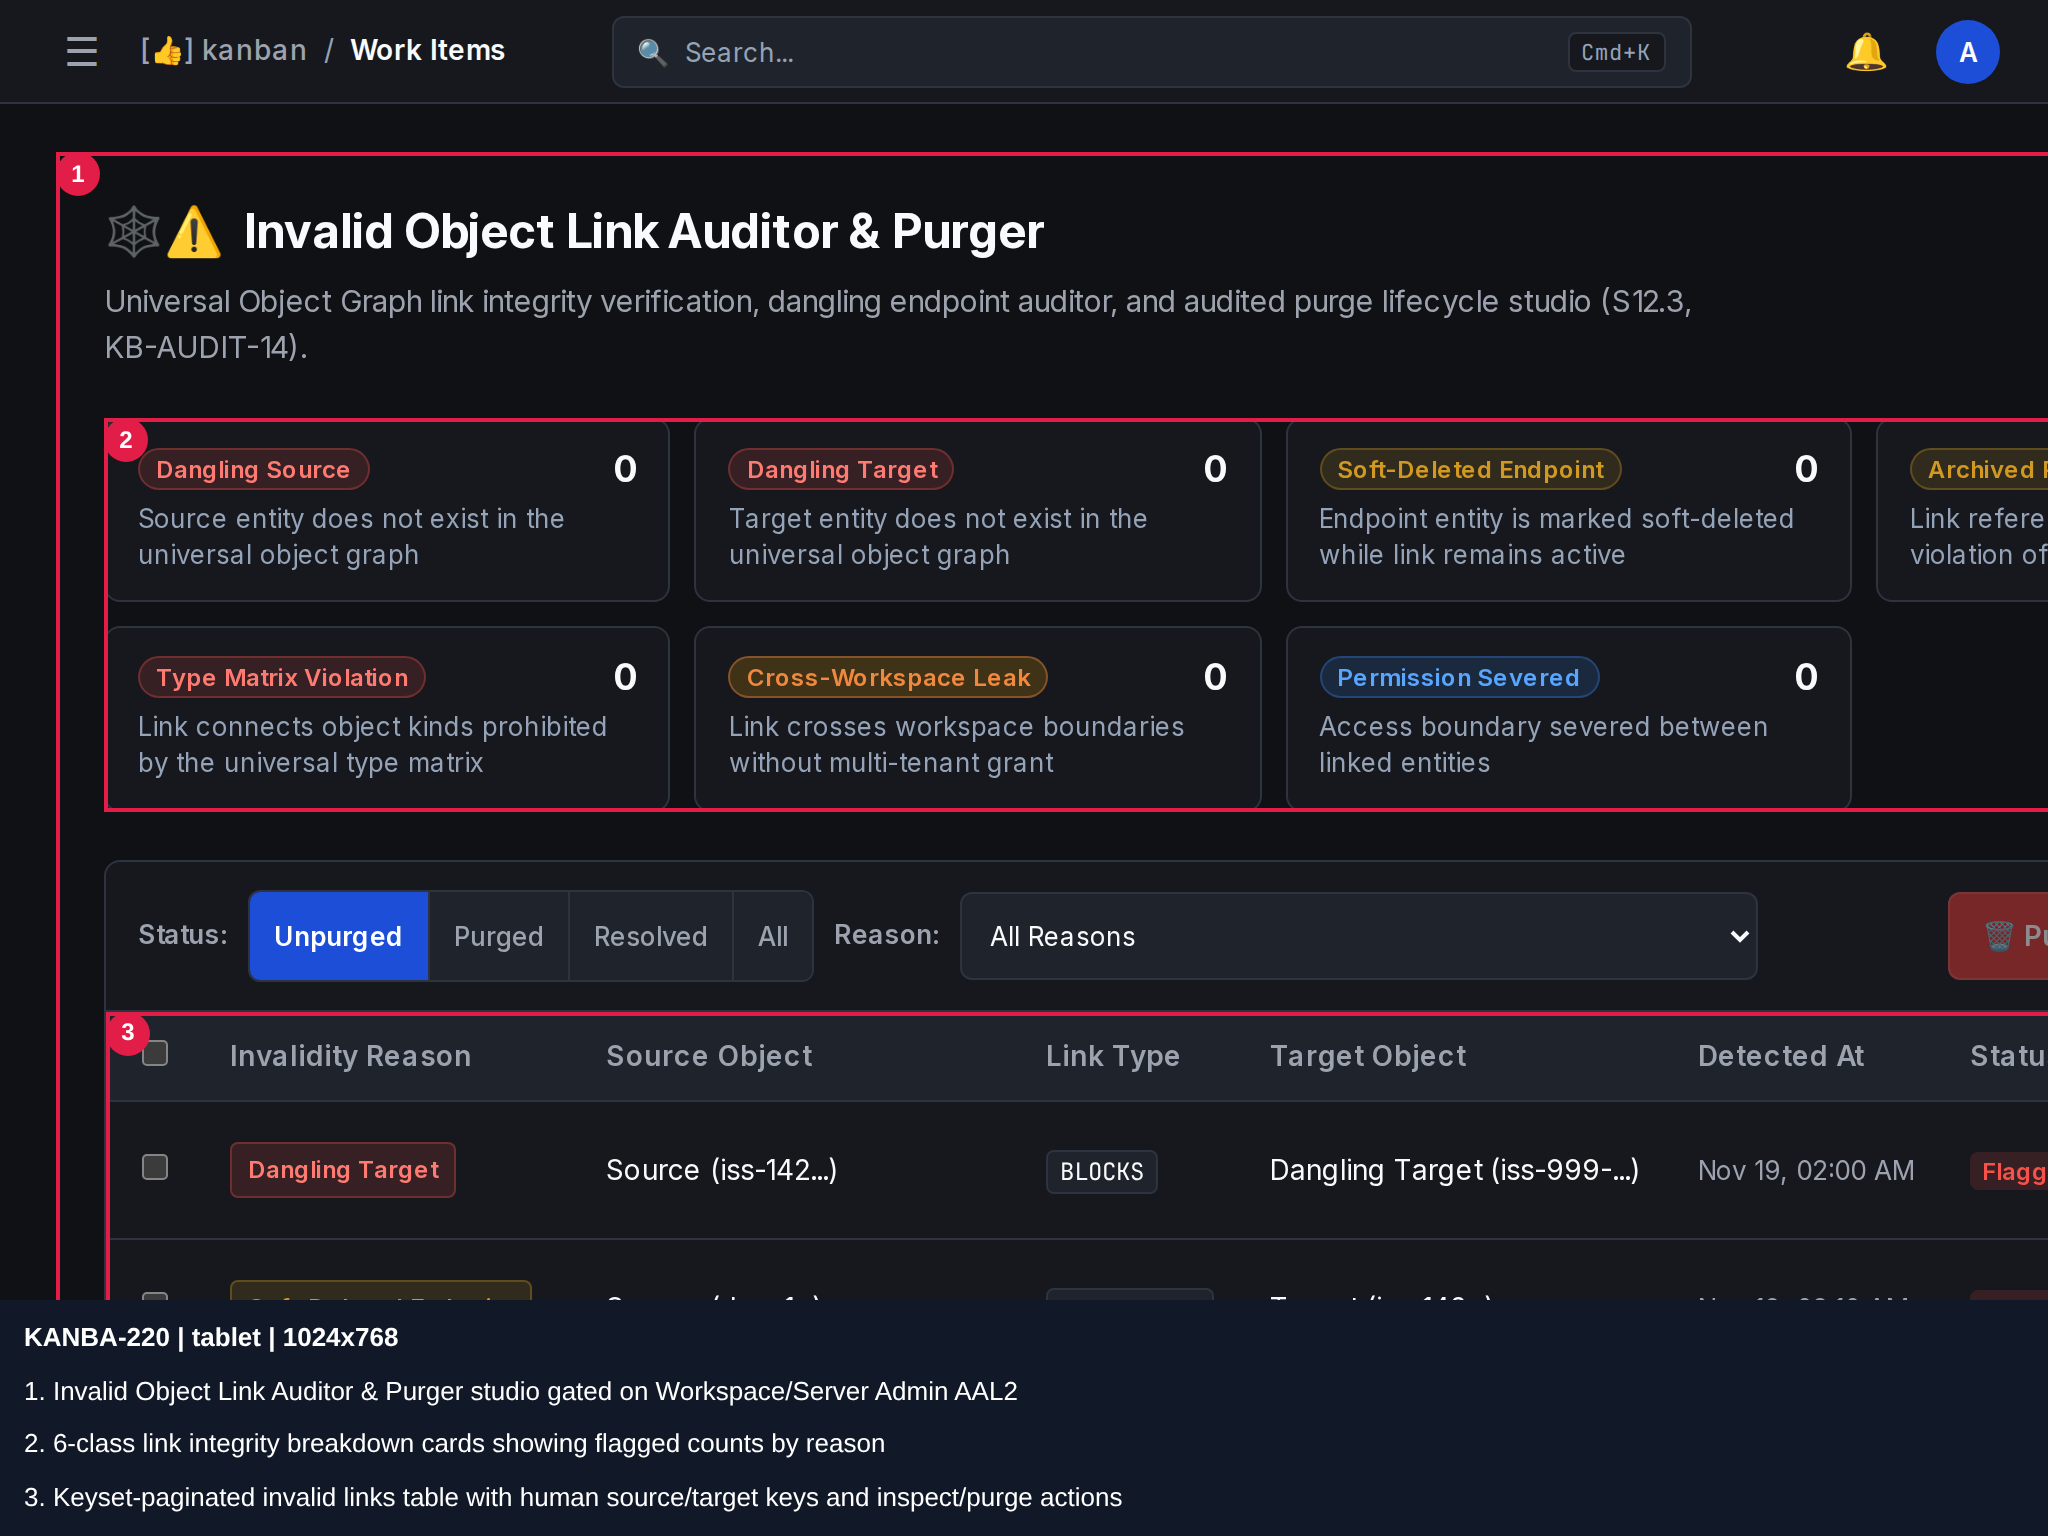 [👍] kanban / Work Items
🔍 Search... Cmd+K
A
1
Invalid Object Link Auditor & Purger
Universal Object Graph link integrity verification, dangling endpoint auditor, and audited purge lifecycle studio (S12.3,
KB-AUDIT-14).
2
Dangling Source 0
Source entity does not exist in the
universal object graph
Dangling Target 0
Target entity does not exist in the
universal object graph
Soft-Deleted Endpoint 0
Endpoint entity is marked soft-deleted
while link remains active
Archived
Link
violation of
Type Matrix Violation 0
Link connects object kinds prohibited
by the universal type matrix
Cross-Workspace Leak 0
Link crosses workspace boundaries
without multi-tenant grant
Permission Severed 0
Access boundary severed between
linked entities
Status: Unpurged Purged Resolved All Reason: All Reasons
3
Invalidity Reason Source Object Link Type Target Object Detected At Statu
Dangling Target Source (iss-142...) BLOCKS Dangling Target (iss-999-...) Nov 19, 02:00 AM Flagg
KANBA-220 | tablet | 1024x768
1. Invalid Object Link Auditor & Purger studio gated on Workspace/Server Admin AAL2
2. 6-class link integrity breakdown cards showing flagged counts by reason
3. Keyset-paginated invalid links table with human source/target keys and inspect/purge actions